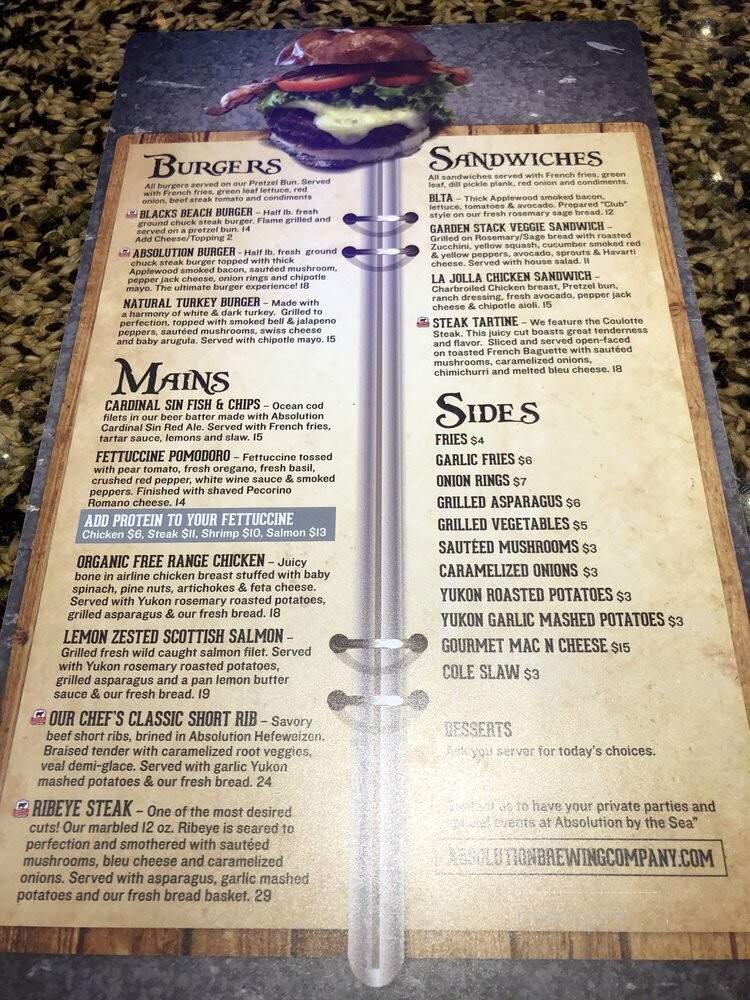 BURGERS
All burgers served on our Pretzel Bun. Served
with French fries, green leaf lettuce, red
onion, beef steak tomato and condiments
BLACKS BEACH BURGER – Half lb. fresh
ground chuck steak burger. Flame grilled and
served on a pretzel bun. 14
Add Cheese/Topping 2
ABSOLUTION BURGER - Half lb. fresh ground
chuck steak burger topped with thick
Applewood smoked bacon, sautéed mushroom,
pepper jack cheese, onion rings and chipotle
mayo. The ultimate burger experience! 18
NATURAL TURKEY BURGER – Made with
a harmony of white & dark turkey. Grilled to
perfection, topped with smoked bell & jalapeno
peppers, sautéed mushrooms, swiss cheese
and baby arugula. Served with chipotle mayo. 15
MAINS
CARDINAL SIN FISH & CHIPS – Ocean cod
filets in our beer batter made with Absolution
Cardinal Sin Red Ale. Served with French fries,
tartar sauce, lemons and slaw. 15
FETTUCCINE POMODORO – Fettuccine tossed
with pear tomato, fresh oregano, fresh basil,
crushed red pepper, white wine sauce & smoked
peppers. Finished with shaved Pecorino
Romano cheese. 14
ADD PROTEIN TO YOUR FETTUCCINE
Chicken $6, Steak $11, Shrimp $10, Salmon $13
ORGANIC FREE RANGE CHICKEN – Juicy
bone in airline chicken breast stuffed with baby
spinach, pine nuts, artichokes & feta cheese.
Served with Yukon rosemary roasted potatoes,
grilled asparagus & our fresh bread. 18
LEMON ZESTED SCOTTISH SALMON –
Grilled fresh wild caught salmon filet. Served
with Yukon rosemary roasted potatoes,
grilled asparagus and a pan lemon butter
sauce & our fresh bread. 19
OUR CHEF'S CLASSIC SHORT RIB – Savory
beef short ribs, brined in Absolution Hefeweizen.
Braised tender with caramelized root veggies,
veal demi-glace. Served with garlic Yukon
mashed potatoes & our fresh bread. 24
RIBEYE STEAK – One of the most desired
cuts! Our marbled 12 oz. Ribeye is seared to
perfection and smothered with sautéed
mushrooms, bleu cheese and caramelized
onions. Served with asparagus, garlic mashed
potatoes and our fresh bread basket. 29
SANDWICHES
All sandwiches served with French fries, green
leaf, dill pickle plank, red onion and condiments.
BLTA – Thick Applewood smoked bacon,
lettuce, tomatoes & avocado. Prepared "Club"
style on our fresh rosemary sage bread. 12
GARDEN STACK VEGGIE SANDWICH –
Grilled on Rosemary/Sage bread with roasted
Zucchini, yellow squash, cucumber smoked red
& yellow peppers, avocado, sprouts & Havarti
cheese. Served with house salad. 11
LA JOLLA CHICKEN SANDWICH –
Charbroiled Chicken breast, Pretzel bun,
ranch dressing, fresh avocado, pepper jack
cheese & chipotle aioli. 15
STEAK TARTINE – We feature the Coulotte
Steak. This juicy cut boasts great tenderness
and flavor. Sliced and served open-faced
on toasted French Baguette with sautéed
mushrooms, caramelized onions,
chimichurri and melted bleu cheese. 18
SIDES
FRIES $4
GARLIC FRIES $6
ONION RINGS $7
GRILLED ASPARAGUS $6
GRILLED VEGETABLES $5
SAUTÉED MUSHROOMS $3
CARAMELIZED ONIONS $3
YUKON ROASTED POTATOES $3
YUKON GARLIC MASHED POTATOES $3
GOURMET MAC N CHEESE $15
COLE SLAW $3
DESSERTS
Ask you server for today's choices.
us to have your private parties and
events at Absolution by the Sea"
ABSOLUTIONBREWINGCOMPANY.COM